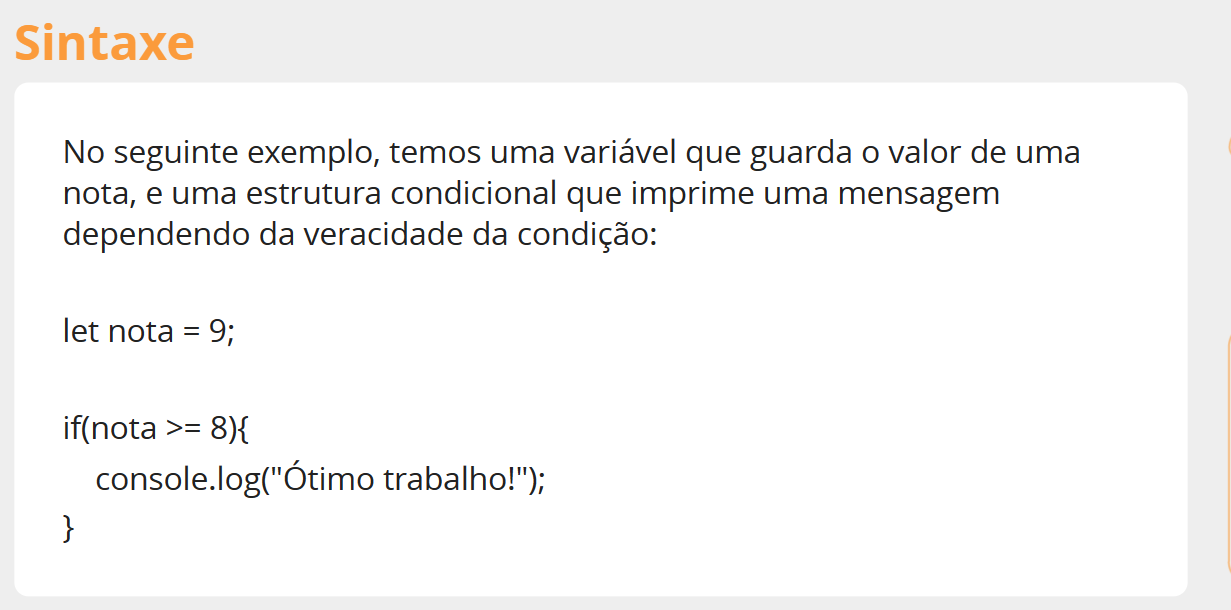 Sintaxe
No seguinte exemplo, temos uma variável que guarda o valor de uma
nota, e uma estrutura condicional que imprime uma mensagem
dependendo da veracidade da condição:
let nota = 9;
if(nota >= 8){
    console.log("Ótimo trabalho!");
}